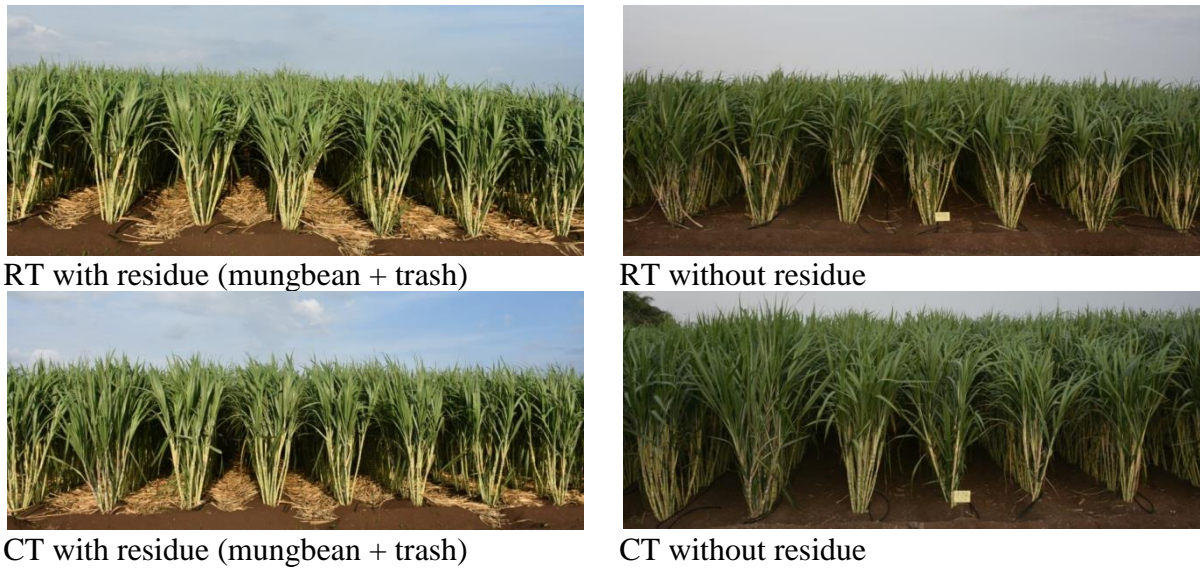 RT with residue (mungbean + trash)
RT without residue
CT with residue (mungbean + trash)
CT without residue